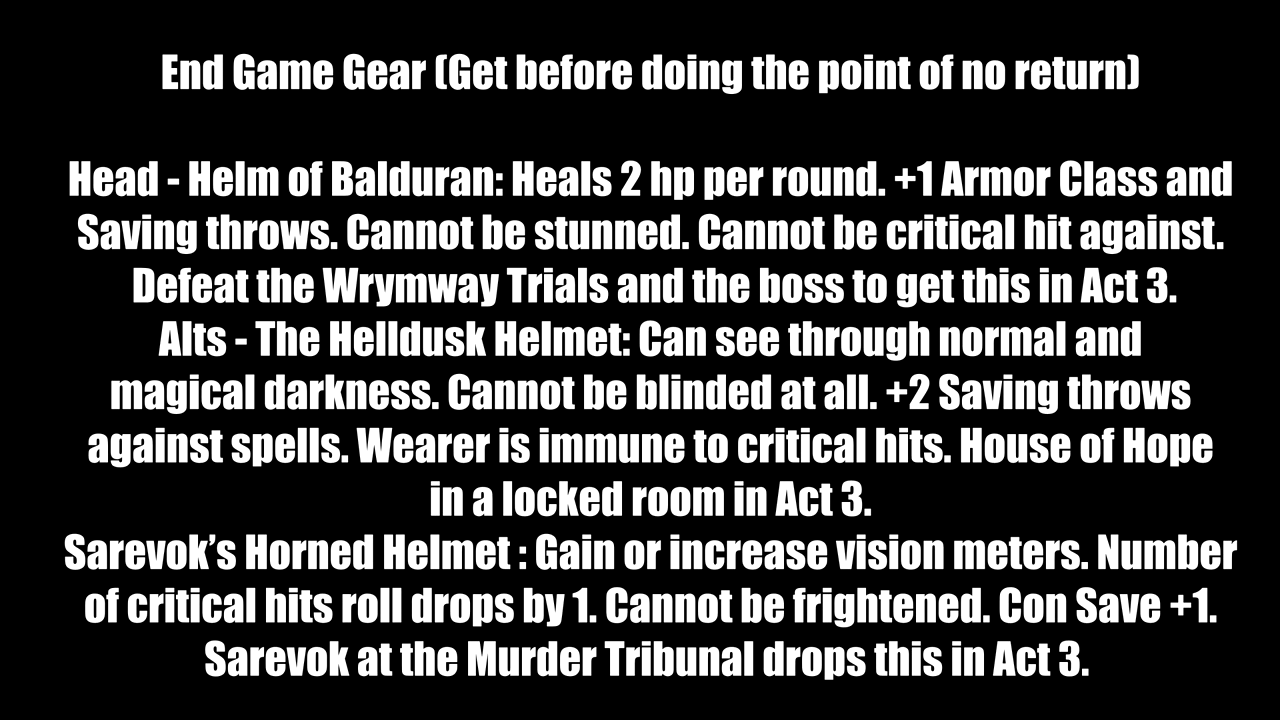 End Game Gear (Get before doing the point of no return)
Head - Helm of Balduran: Heals 2 hp per round. +1 Armor Class and
Saving throws. Cannot be stunned. Cannot be critical hit against.
Defeat the Wrymway Trials and the boss to get this in Act 3.
Alts - The Helldusk Helmet: Can see through normal and
magical darkness. Cannot be blinded at all. +2 Saving throws
against spells. Wearer is immune to critical hits. House of Hope
in a locked room in Act 3.
Sarevok’s Horned Helmet : Gain or increase vision meters. Number
of critical hits roll drops by 1. Cannot be frightened. Con Save +1.
Sarevok at the Murder Tribunal drops this in Act 3.